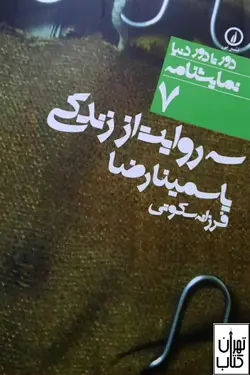 دور تا دور دنیا
نمایشنامه
۷
سه روایت از زندگی
یاسمینا رضا
فرزانه سکوتی
تهران
کتاب